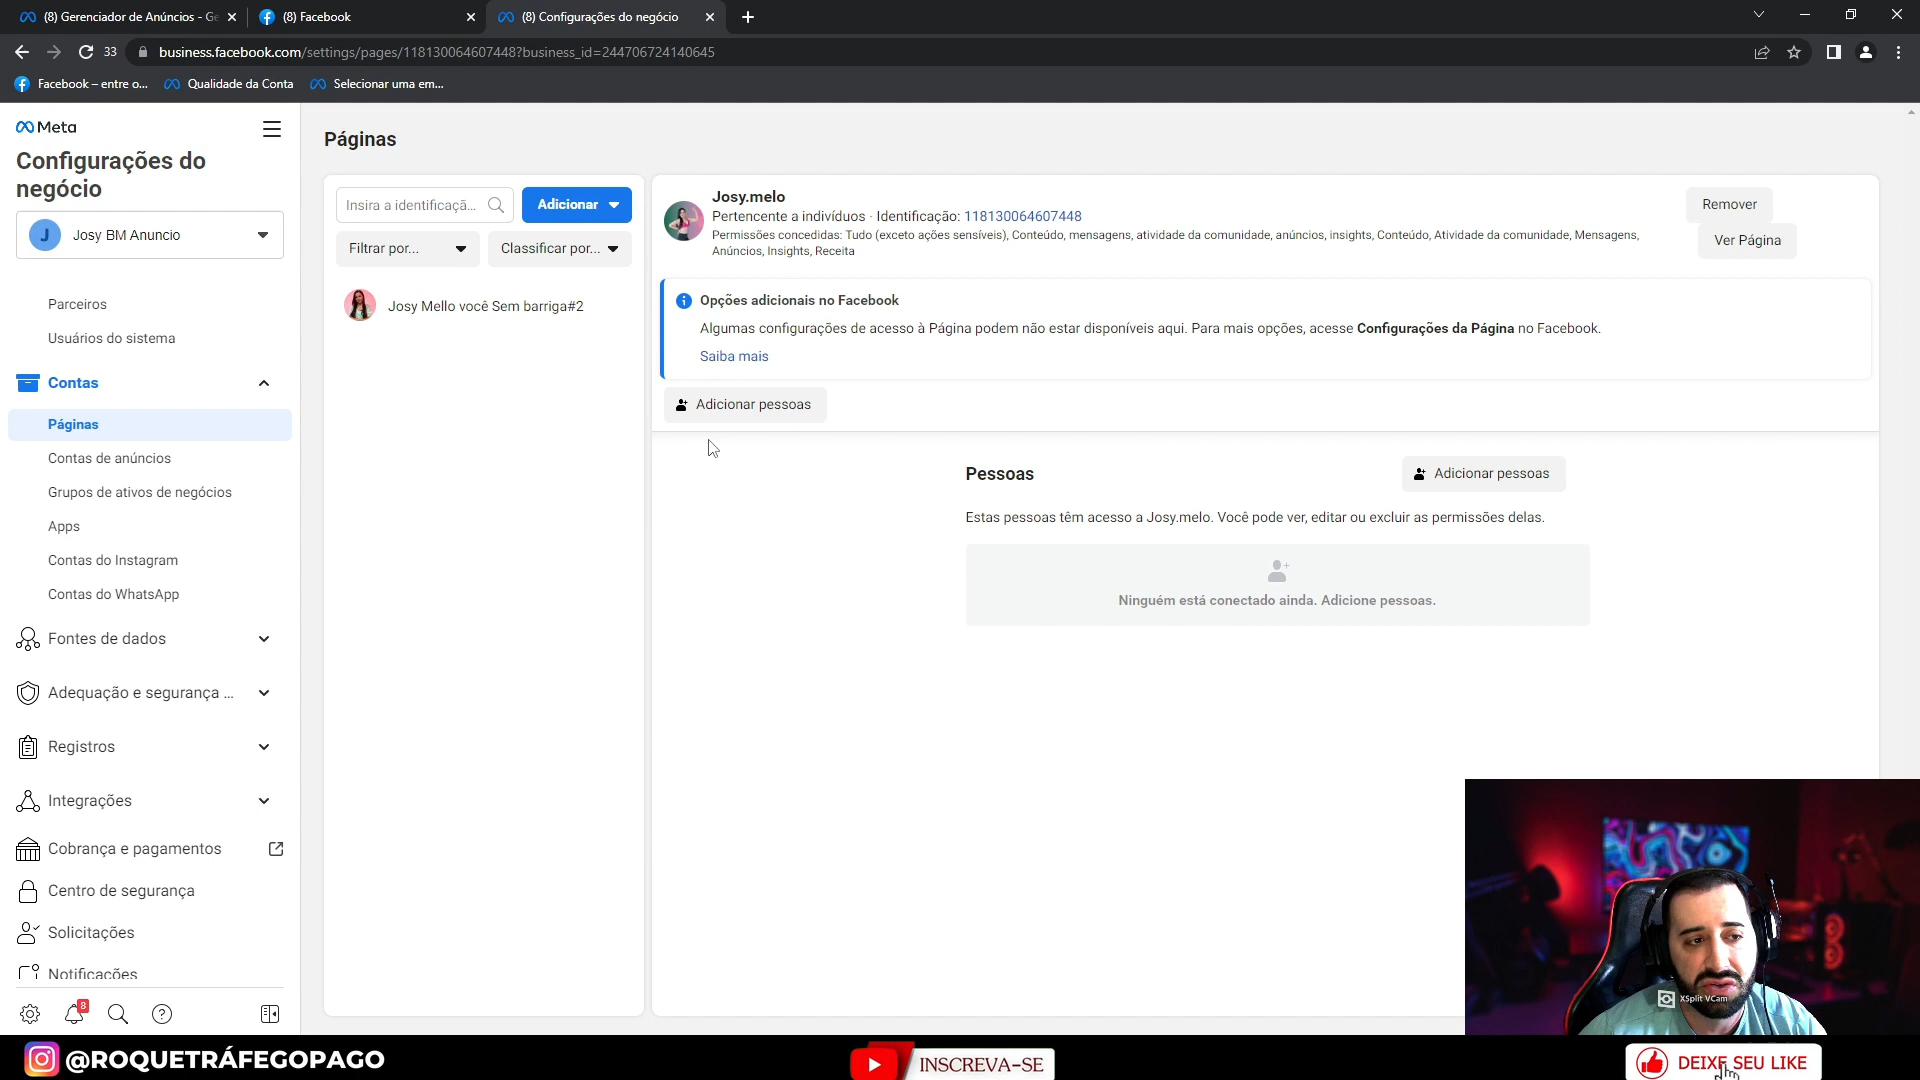 (8) Gerenciador de Anúncios - Ge
(8) Facebook
(8) Configurações do negócio
33
business.facebook.com/settings/pages/118130064607448?business_id=244706724140645
Facebook – entre o...
Qualidade da Conta
Selecionar uma em...
Meta
Configurações do negócio
J
Josy BM Anuncio
Parceiros
Usuários do sistema
Contas
Páginas
Contas de anúncios
Grupos de ativos de negócios
Apps
Contas do Instagram
Contas do WhatsApp
Fontes de dados
Adequação e segurança ...
Registros
Integrações
Cobrança e pagamentos
Centro de segurança
Solicitações
Notificações
8
Páginas
Insira a identificaçã...
Adicionar
Filtrar por...
Classificar por...
Josy Mello você Sem barriga#2
Josy.melo
Pertencente a indivíduos · Identificação: 118130064607448
Permissões concedidas: Tudo (exceto ações sensíveis), Conteúdo, mensagens, atividade da comunidade, anúncios, insights, Conteúdo, Atividade da comunidade, Mensagens,
Anúncios, Insights, Receita
Remover
Ver Página
Opções adicionais no Facebook
Algumas configurações de acesso à Página podem não estar disponíveis aqui. Para mais opções, acesse Configurações da Página no Facebook.
Saiba mais
Adicionar pessoas
Pessoas
Adicionar pessoas
Estas pessoas têm acesso a Josy.melo. Você pode ver, editar ou excluir as permissões delas.
Ninguém está conectado ainda. Adicione pessoas.
XSplit VCam
@ROQUETRÁFEGOPAGO
INSCREVA-SE
DEIXE SEU LIKE